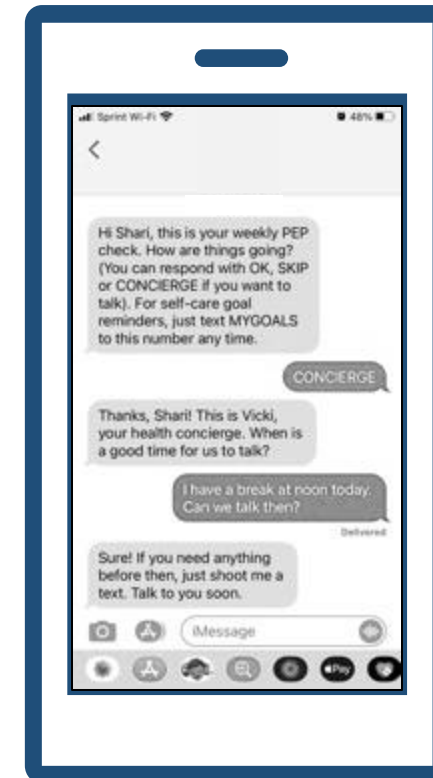 Sprint Wi-Fi 48%
Hi Shari, this is your weekly PEP
check. How are things going?
(You can respond with OK, SKIP
or CONCIERGE if you want to
talk). For self-care goal
reminders, just text MYGOALS
to this number any time.
CONCIERGE
Thanks, Shari! This is Vicki,
your health concierge. When is
a good time for us to talk?
I have a break at noon today.
Can we talk then?
Delivered
Sure! If you need anything
before then, just shoot me a
text. Talk to you soon.
iMessage
Pay